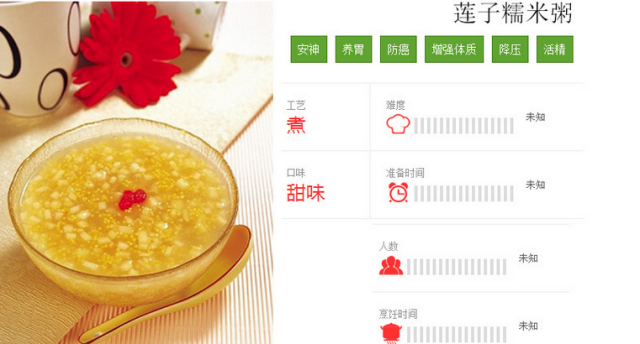 莲子糯米粥
安神 养胃 防癌 增强体质 降压 活精
工艺
煮
难度
未知
口味
甜味
准备时间
未知
人数
未知
烹饪时间
未知